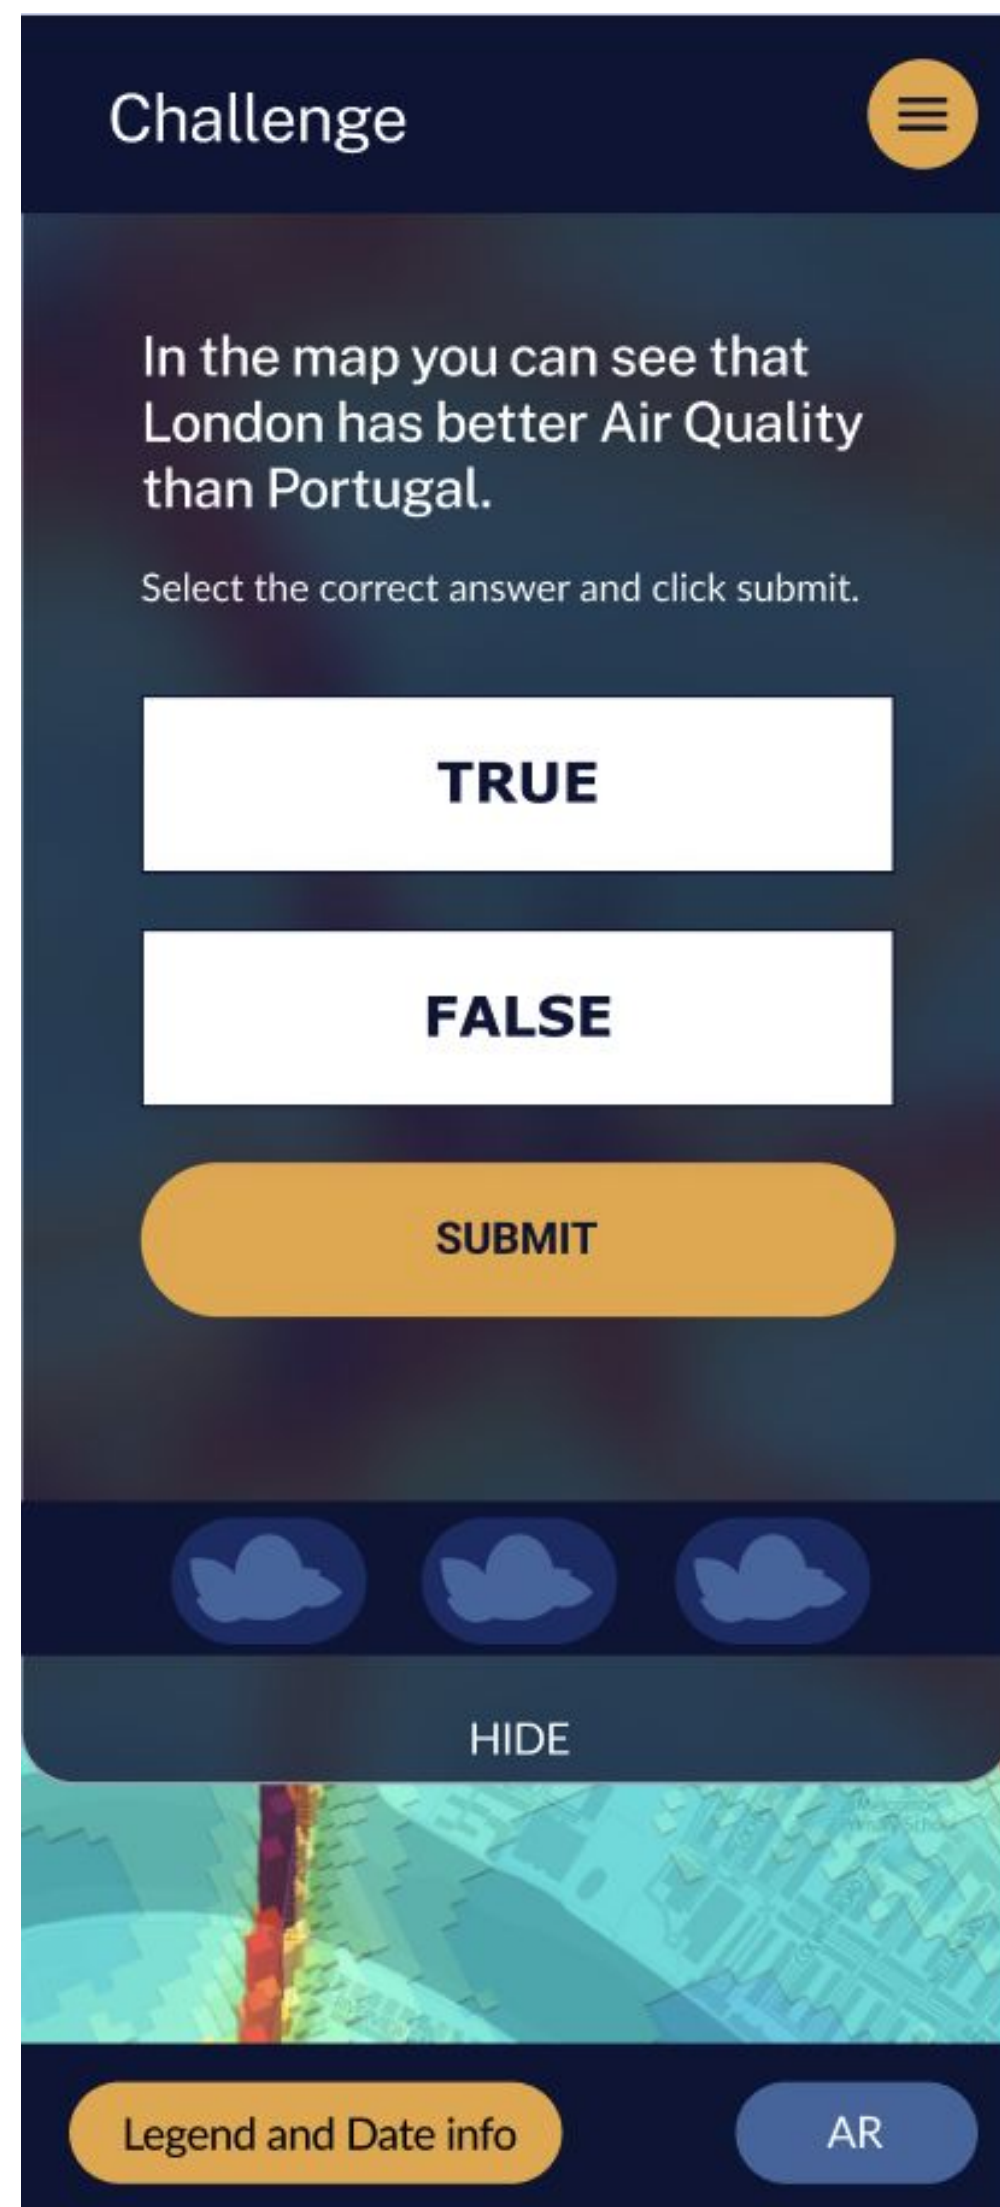 Challenge
In the map you can see that
London has better Air Quality
than Portugal.
Select the correct answer and click submit.
TRUE
FALSE
SUBMIT
HIDE
Legend and Date info
AR